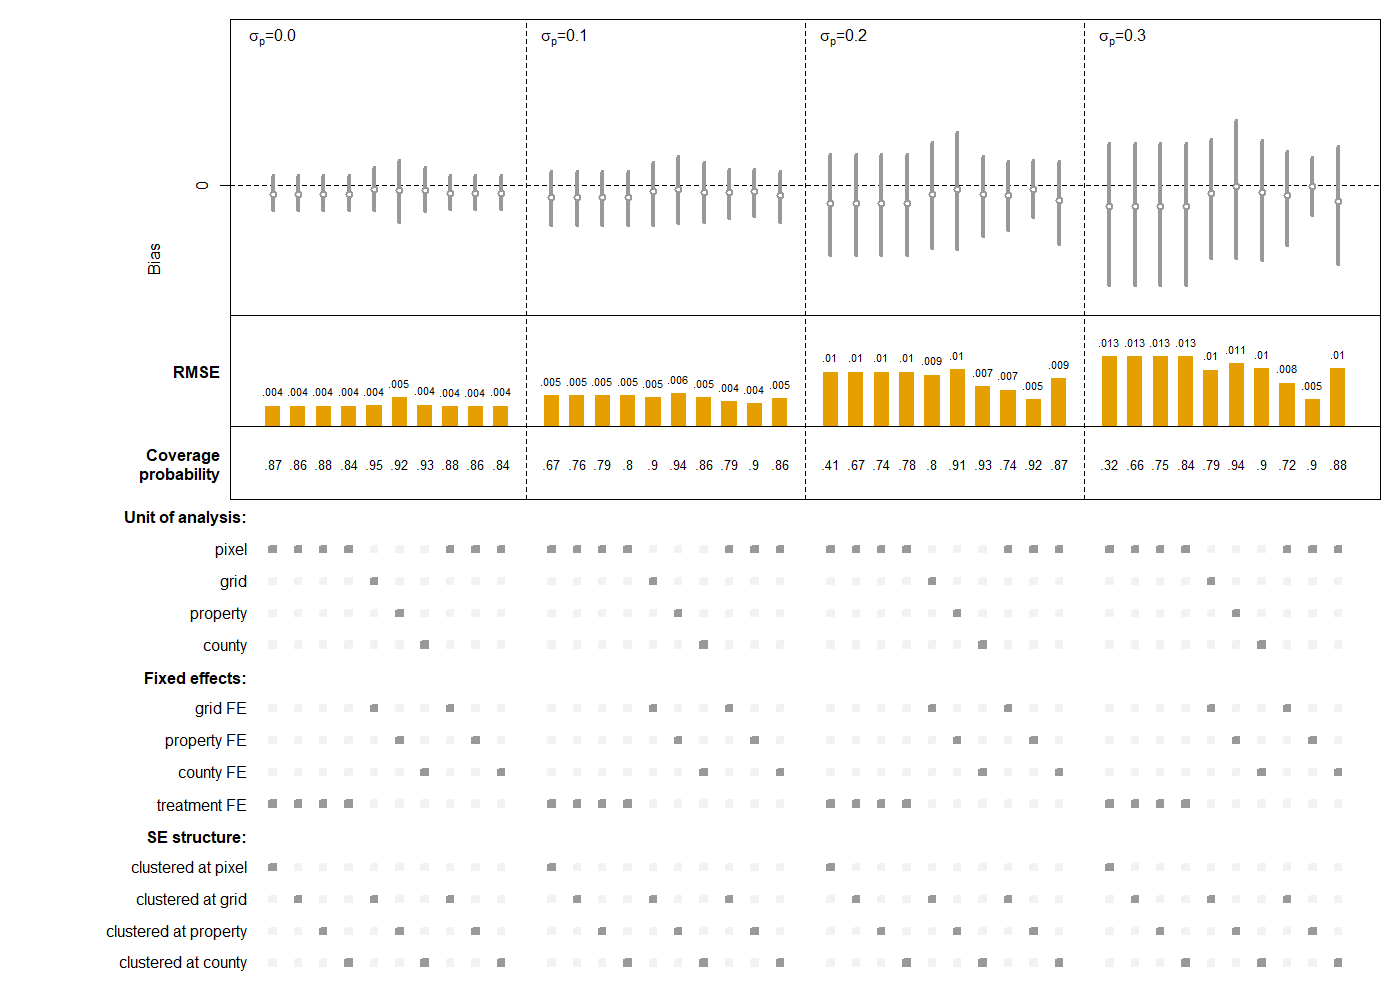 σp=0.0 σp=0.1 σp=0.2 σp=0.3
0
Bias
RMSE
.004 .004 .004 .004 .004 .005 .004 .004 .004 .004 .005 .005 .005 .005 .005 .006 .005 .004 .004 .005 .01 .01 .01 .01 .009 .01 .007 .007 .005 .009 .013 .013 .013 .013 .01 .011 .01 .008 .005 .01
Coverage
probability
.87 .86 .88 .84 .95 .92 .93 .88 .86 .84 .67 .76 .79 .8 .9 .94 .86 .79 .9 .86 .41 .67 .74 .78 .8 .91 .93 .74 .92 .87 .32 .66 .75 .84 .79 .94 .9 .72 .9 .88
Unit of analysis:
pixel
grid
property
county
Fixed effects:
grid FE
property FE
county FE
treatment FE
SE structure:
clustered at pixel
clustered at grid
clustered at property
clustered at county